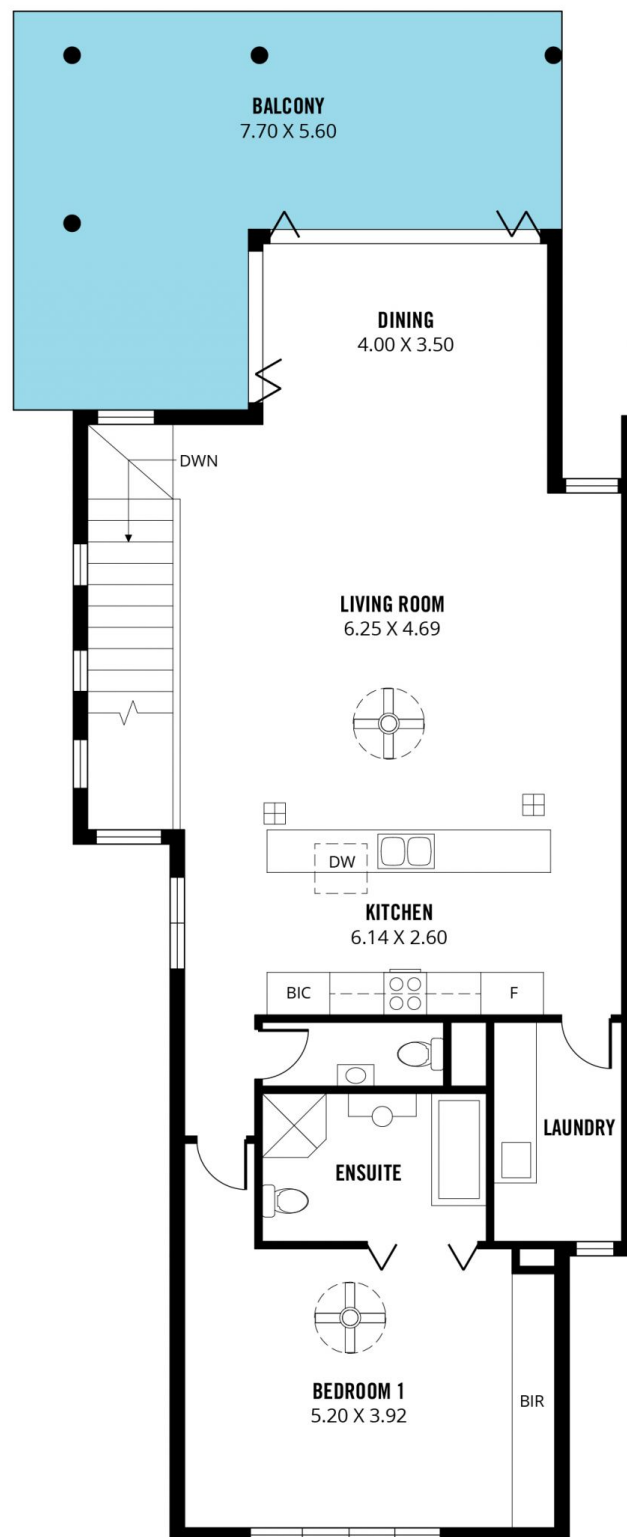 BALCONY
7.70 X 5.60
DINING
4.00 X 3.50
DWN
LIVING ROOM
6.25 X 4.69
DW
KITCHEN
6.14 X 2.60
BIC
F
LAUNDRY
ENSUITE
BEDROOM 1
5.20 X 3.92
BIR